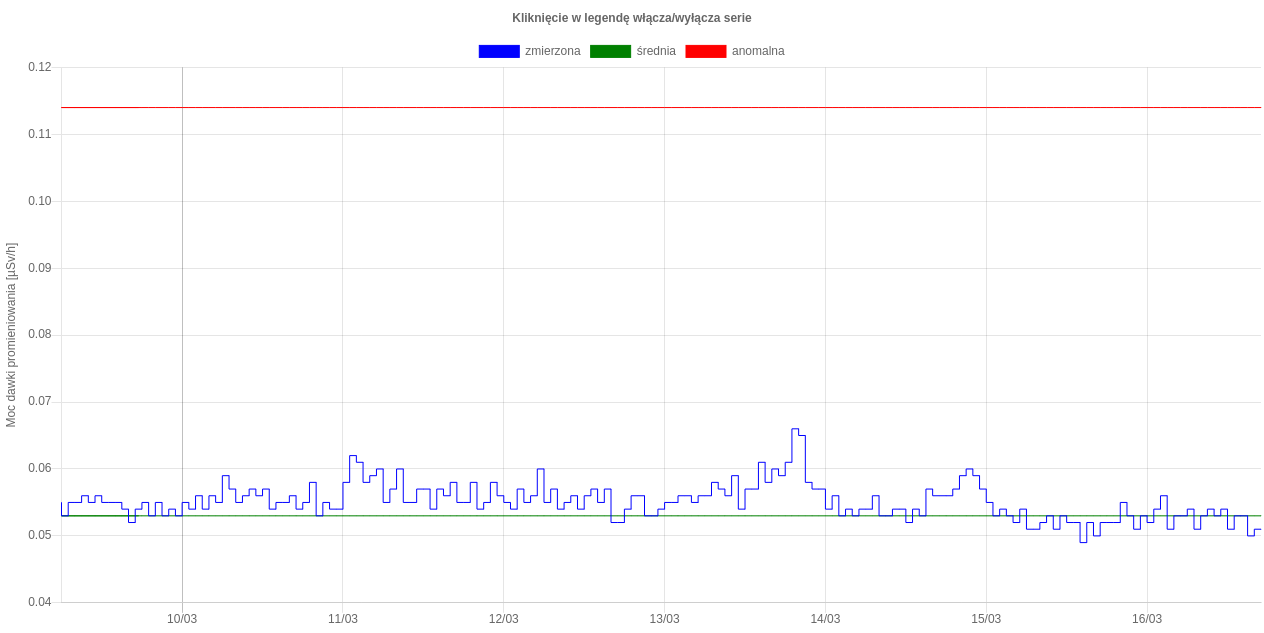 Kliknięcie w legendę włącza/wyłącza serie
zmierzona średnia anomalna
Moc dawki promieniowania [µSv/h]
0.12
0.11
0.10
0.09
0.08
0.07
0.06
0.05
0.04
10/03 11/03 12/03 13/03 14/03 15/03 16/03